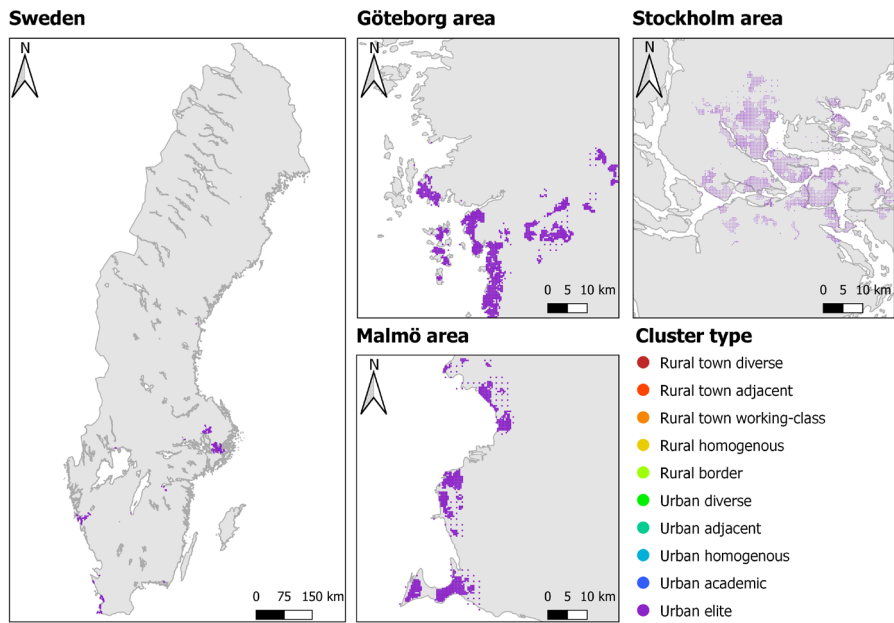 Sweden
N
0 75 150 km
Göteborg area
N
0 5 10 km
Stockholm area
N
0 5 10 km
Malmö area
N
0 5 10 km
Cluster type
Rural town diverse
Rural town adjacent
Rural town working-class
Rural homogenous
Rural border
Urban diverse
Urban adjacent
Urban homogenous
Urban academic
Urban elite